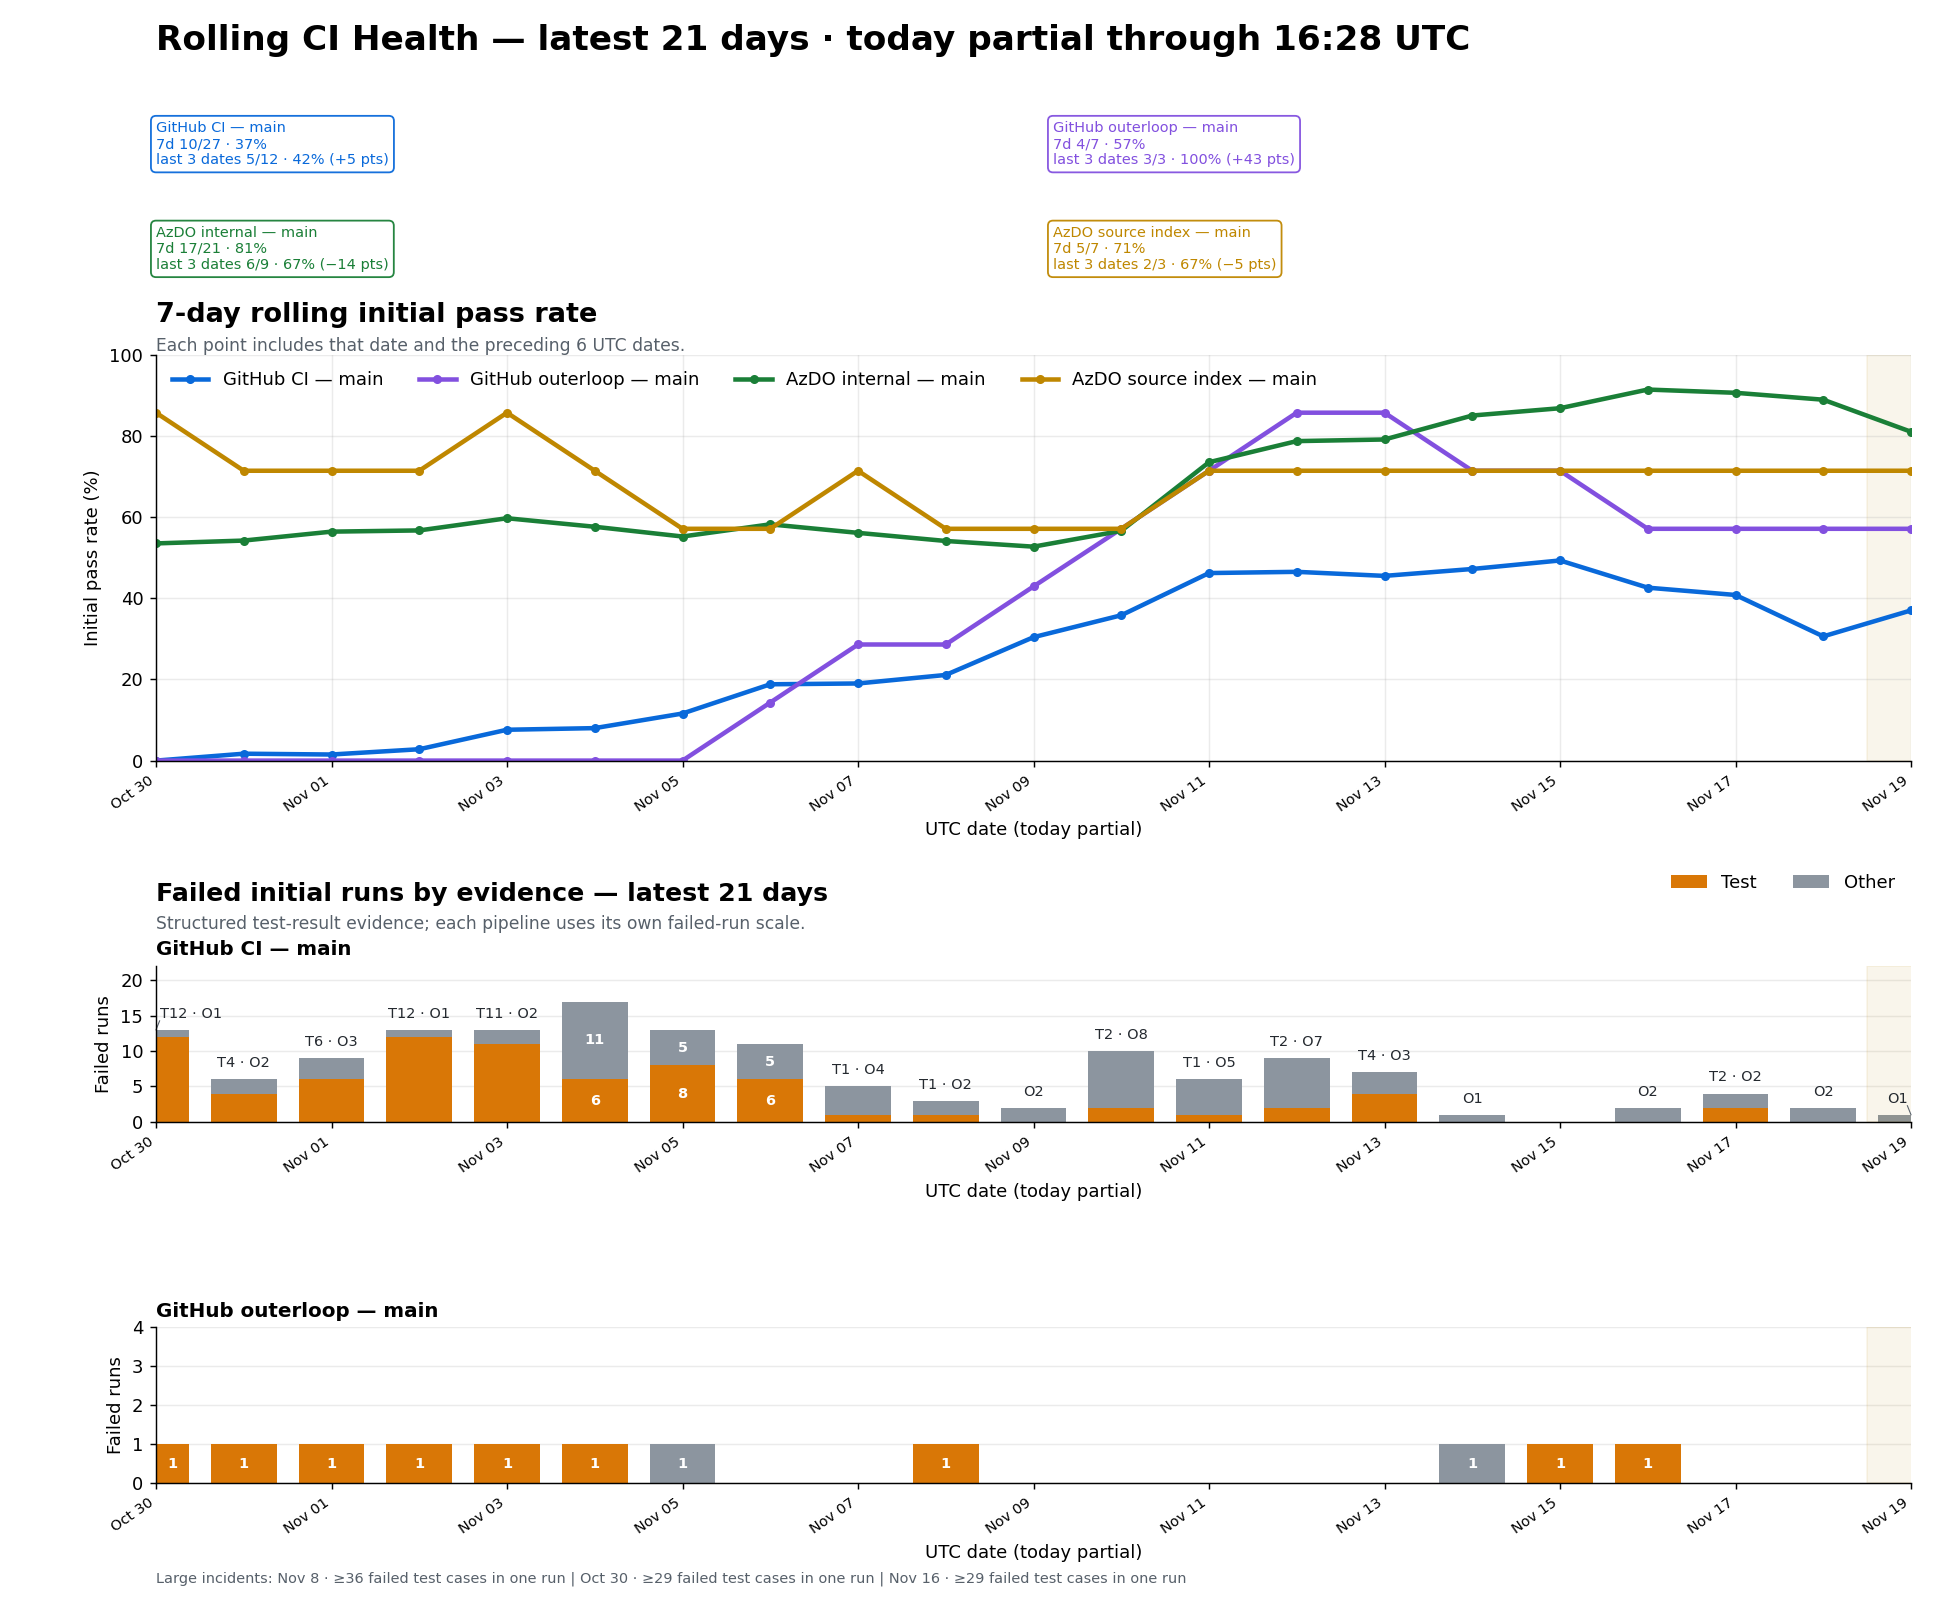 Rolling CI Health — latest 21 days · today partial through 16:28 UTC
GitHub CI — main
7d 10/27 · 37%
last 3 dates 5/12 · 42% (+5 pts)
GitHub outerloop — main
7d 4/7 · 57%
last 3 dates 3/3 · 100% (+43 pts)
AzDO internal — main
7d 17/21 · 81%
last 3 dates 6/9 · 67% (−14 pts)
AzDO source index — main
7d 5/7 · 71%
last 3 dates 2/3 · 67% (−5 pts)
7-day rolling initial pass rate
Each point includes that date and the preceding 6 UTC dates.
GitHub CI — main GitHub outerloop — main AzDO internal — main AzDO source index — main
Initial pass rate (%)
100
80
60
40
20
0
Oct 30 Nov 01 Nov 03 Nov 05 Nov 07 Nov 09 Nov 11 Nov 13 Nov 15 Nov 17 Nov 19
UTC date (today partial)
Failed initial runs by evidence — latest 21 days
Test Other
Structured test-result evidence; each pipeline uses its own failed-run scale.
GitHub CI — main
Failed runs
20
15
10
5
0
T12 · O1
T4 · O2
T6 · O3
T12 · O1
T11 · O2
11
6
5
8
5
6
T1 · O4
T1 · O2
O2
T2 · O8
T1 · O5
T2 · O7
T4 · O3
O1
O2
T2 · O2
O2
O1
Oct 30 Nov 01 Nov 03 Nov 05 Nov 07 Nov 09 Nov 11 Nov 13 Nov 15 Nov 17 Nov 19
UTC date (today partial)
GitHub outerloop — main
Failed runs
4
3
2
1
0
1 1 1 1 1 1 1 1 1 1 1
Oct 30 Nov 01 Nov 03 Nov 05 Nov 07 Nov 09 Nov 11 Nov 13 Nov 15 Nov 17 Nov 19
UTC date (today partial)
Large incidents: Nov 8 · ≥36 failed test cases in one run | Oct 30 · ≥29 failed test cases in one run | Nov 16 · ≥29 failed test cases in one run